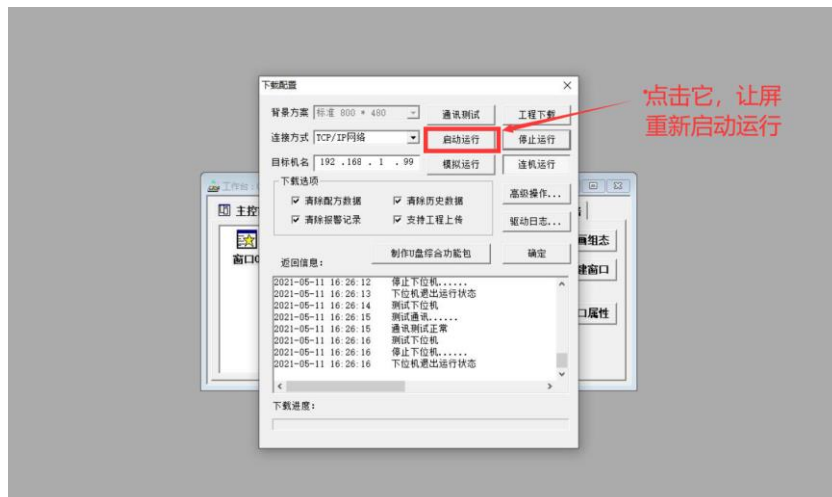 下载配置
点击它，让屏
重新启动运行
背景方案 标准 800 * 480 通讯测试 工程下载
连接方式 TCP/IP网络 启动运行 停止运行
目标机名 192 .168 . 1 . 99 模拟运行 连机运行
下载选项
清除配方数据 清除历史数据 高级操作...
清除报警记录 支持工程上传 驱动日志...
制作U盘综合功能包 确定
返回信息：
2021-05-11 16:26:12 停止下位机......
2021-05-11 16:26:13 下位机退出运行状态
2021-05-11 16:26:14 测试下位机
2021-05-11 16:26:15 测试通讯......
2021-05-11 16:26:15 通讯测试正常
2021-05-11 16:26:16 测试下位机
2021-05-11 16:26:16 停止下位机......
2021-05-11 16:26:16 下位机退出运行状态
下载进度：
工作台
主控
窗口
画组态
建窗口
口属性